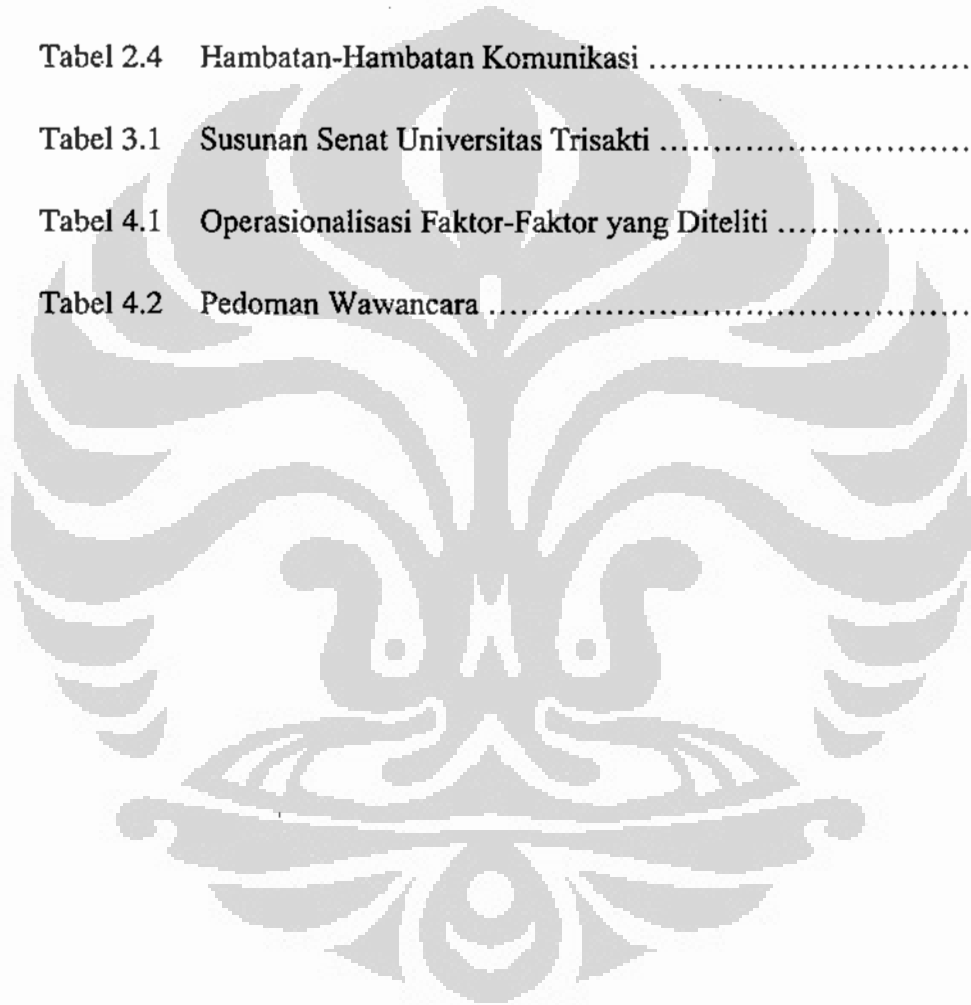 Tabel 2.4 Hambatan-Hambatan Komunikasi ..............................
Tabel 3.1 Susunan Senat Universitas Trisakti .............................
Tabel 4.1 Operasionalisasi Faktor-Faktor yang Diteliti ..................
Tabel 4.2 Pedoman Wawancara .............................................